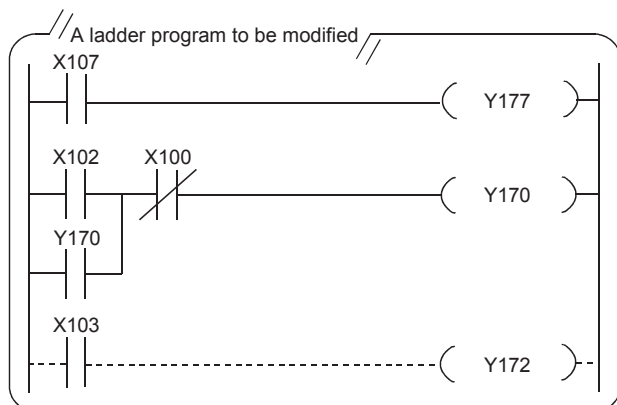 A ladder program to be modified
X107
Y177
X102 X100
Y170
Y170
X103
Y172